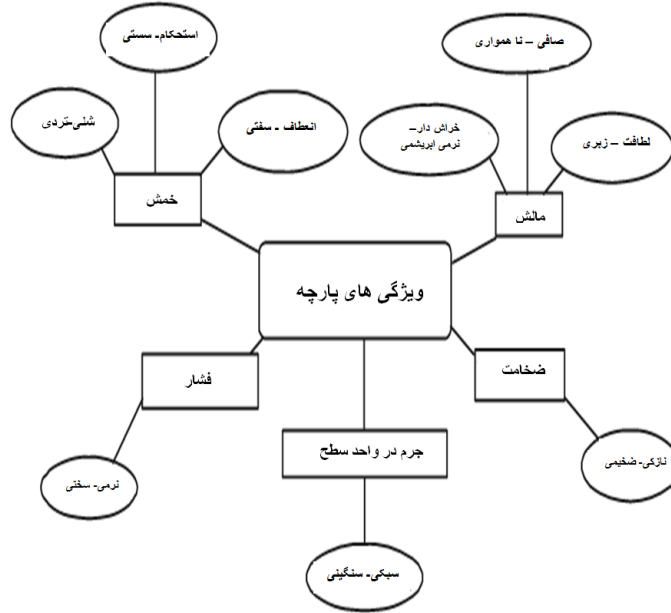 استحکام- سستی
صافی – نا همواری
شلی-تردی
انعطاف - سفتی
خراش دار–
نرمی ابریشمی
لطافت – زبری
خمش
مالش
ویژگی های پارچه
فشار
ضخامت
جرم در واحد سطح
نرمی- سختی
نازکی- ضخیمی
سبکی- سنگینی